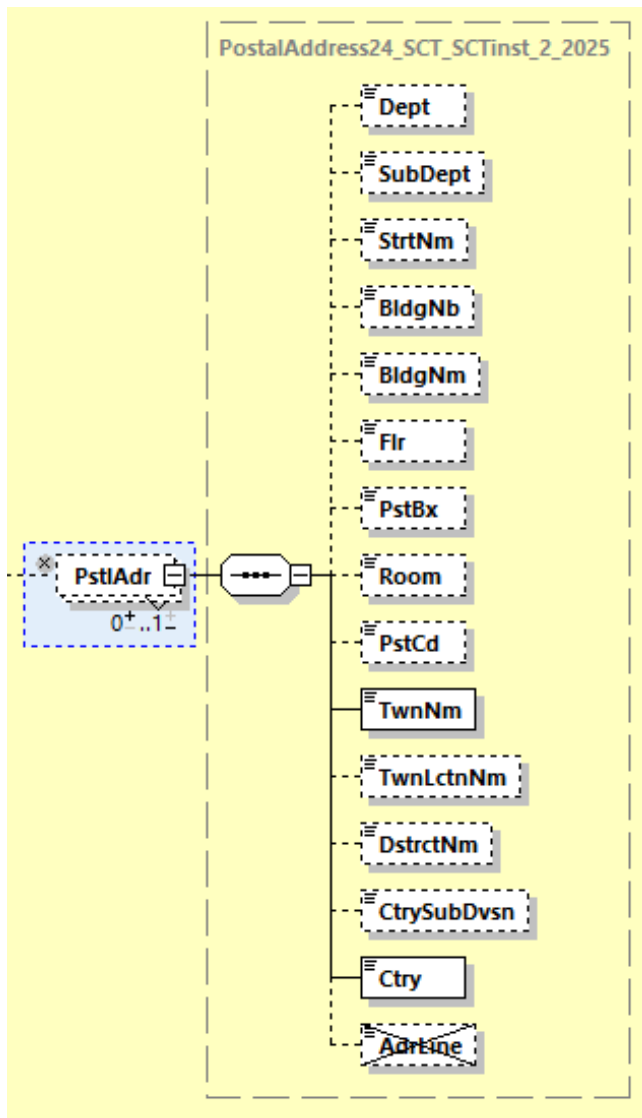 PostalAddress24_SCT_SCTinst_2_2025
Dept
SubDept
StrtNm
BldgNb
BldgNm
Flr
PstBx
PstlAdr
0..1
Room
PstCd
TwnNm
TwnLctnNm
DstrctNm
CtrySubDvsn
Ctry
AdrLine